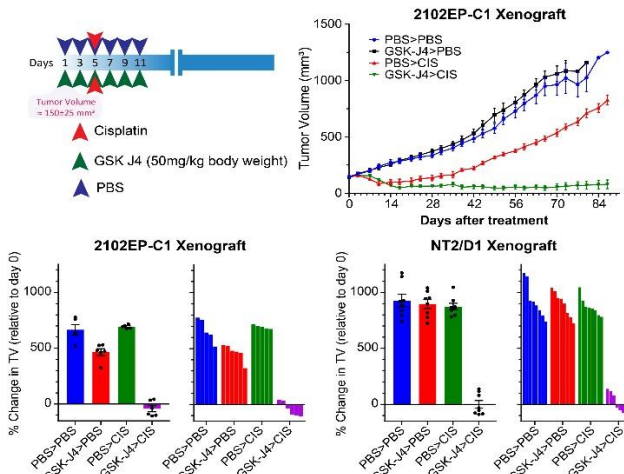 Days 1 3 5 7 9 11
Tumor Volume
= 150±25 mm³
Cisplatin
GSK J4 (50mg/kg body weight)
PBS
2102EP-C1 Xenograft
Tumor Volume (mm³)
1500
1000
500
0
PBS>PBS
GSK-J4>PBS
PBS>CIS
GSK-J4>CIS
0 14 28 42 56 70 84
Days after treatment
2102EP-C1 Xenograft
% Change in TV (relative to day 0)
1000
500
0
PBS>PBS
GSK-J4>PBS
PBS>CIS
GSK-J4>CIS
PBS>PBS
GSK-J4>PBS
PBS>CIS
GSK-J4>CIS
NT2/D1 Xenograft
% Change in TV (relative to day 0)
1000
500
0
PBS>PBS
GSK-J4>PBS
PBS>CIS
GSK-J4>CIS
PBS>PBS
GSK-J4>PBS
PBS>CIS
GSK-J4>CIS